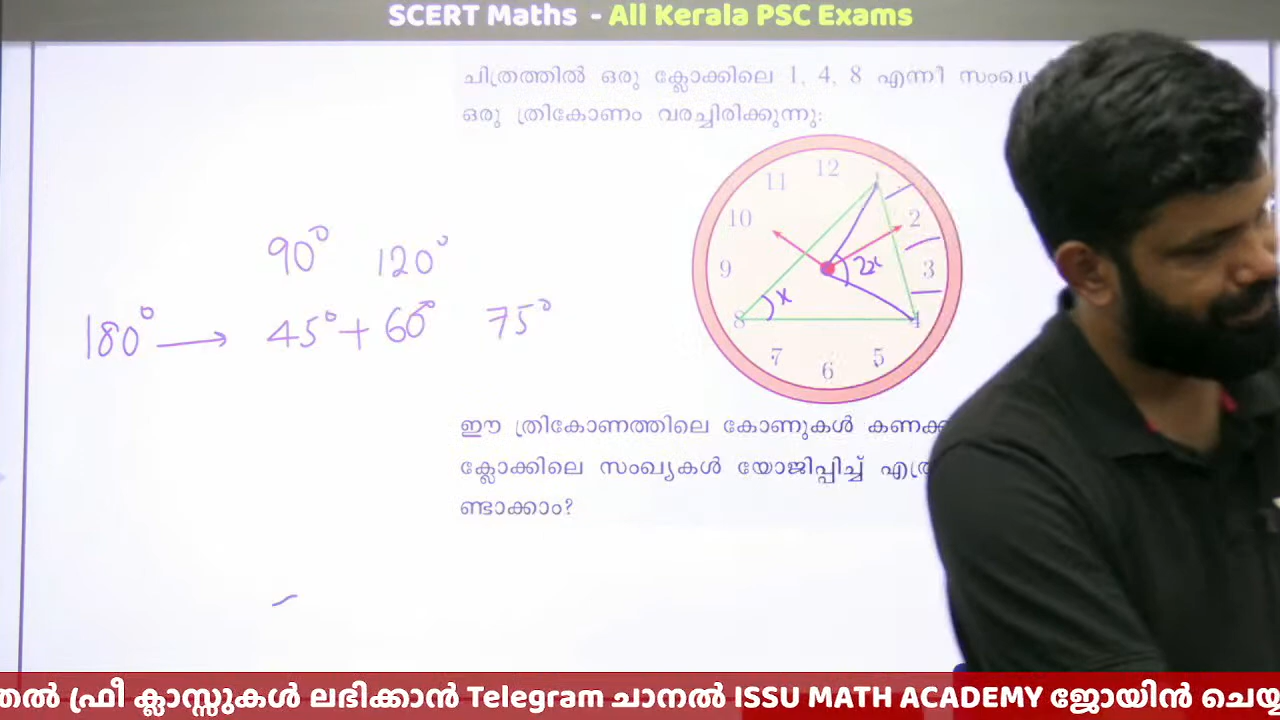 SCERT Maths - All Kerala PSC Exams
ചിത്രത്തിൽ ഒരു ക്ലോക്കിലെ 1, 4, 8 എന്നീ
ഒരു ത്രികോണം വരച്ചിരിക്കുന്നു:
12
11 1
10 2
9 3
8 4
7 5
6
2x
x
90° 120°
180° → 45° + 60° 75°
ഈ ത്രികോണത്തിലെ കോണുകൾ
ക്ലോക്കിലെ സംഖ്യകൾ യോജിപ്പിച്ച്
ണ്ടാക്കാം?
ഫ്രീ ക്ലാസ്സുകൾ ലഭിക്കാൻ Telegram ചാനൽ ISSU MATH ACADEMY ജോയിൻ